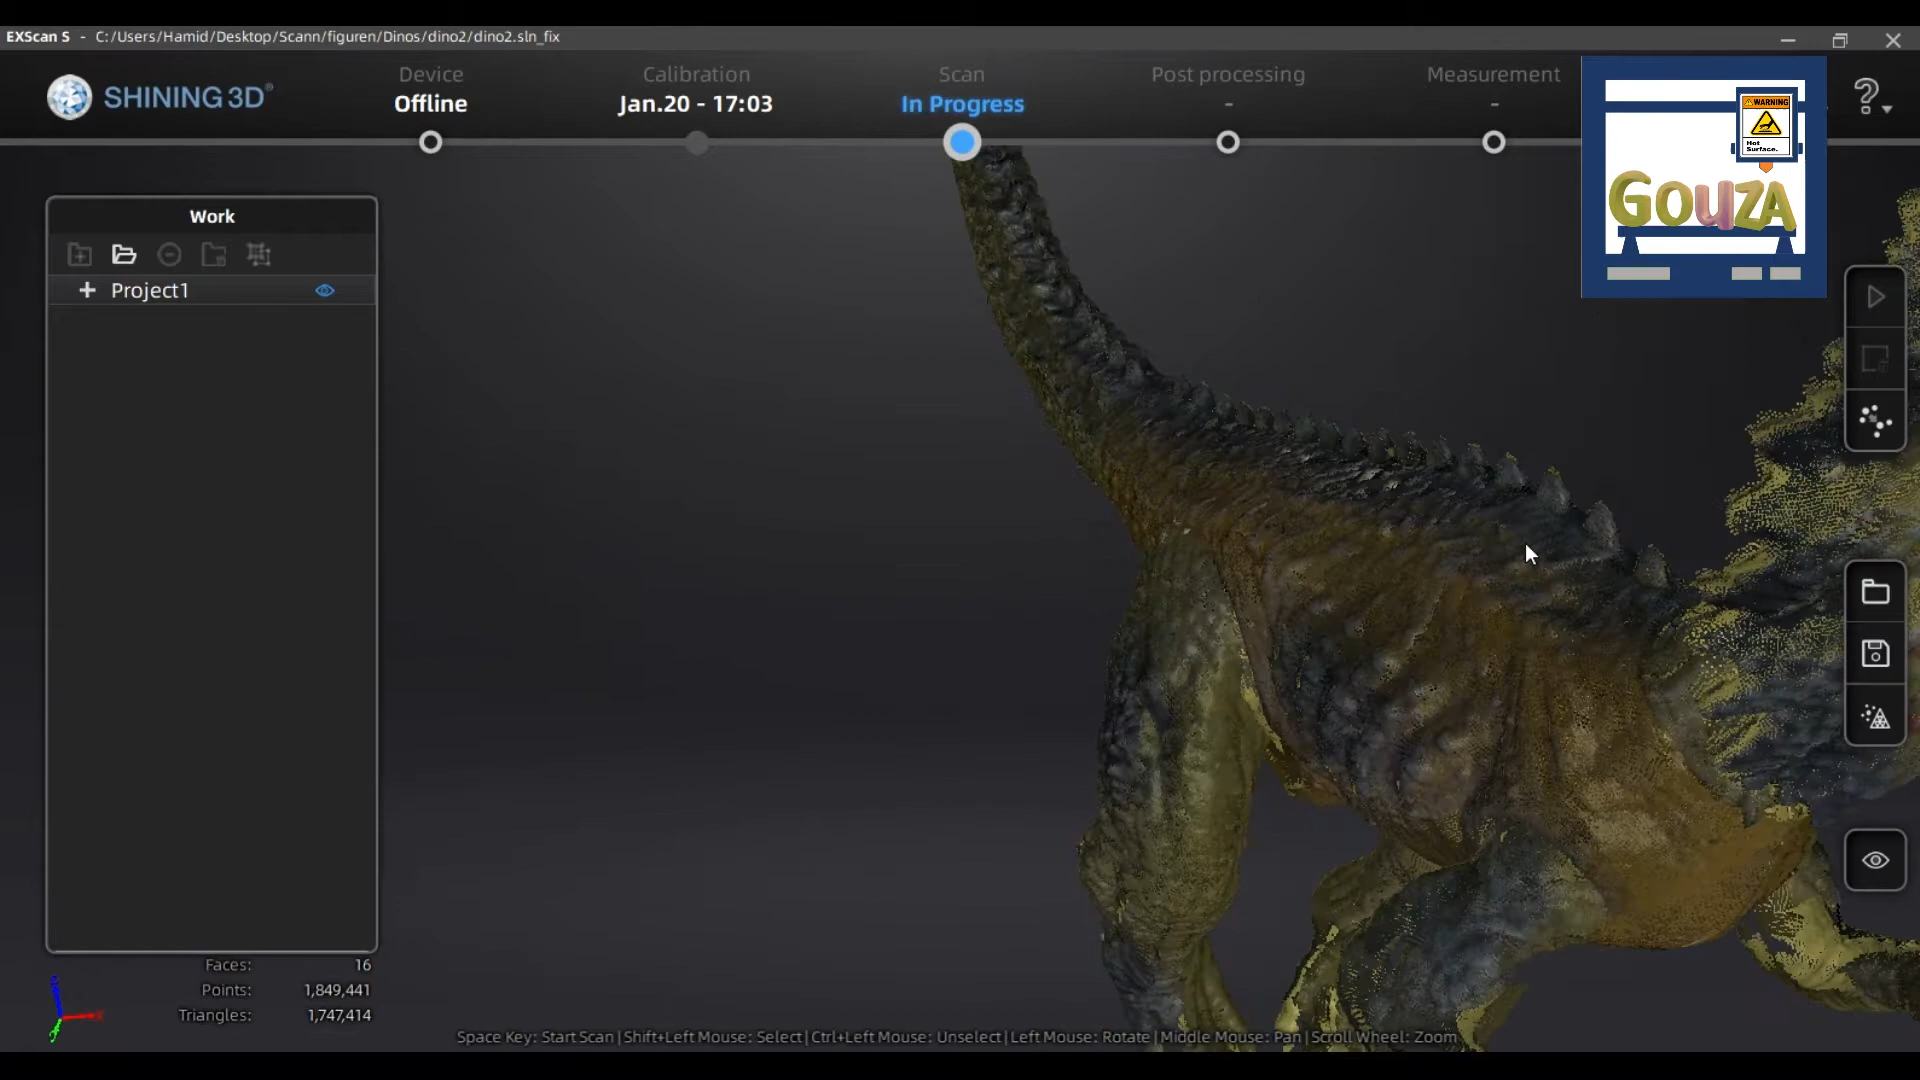 EXScan S - C:/Users/Hamid/Desktop/Scann/figuren/Dinos/dino2/dino2.sln_fix
SHINING 3D®
Device
Offline
Calibration
Jan.20 - 17:03
Scan
In Progress
Post processing
-
Measurement
-
WARNING
Hot
Surface.
GouZA
Work
Project1
Faces: 16
Points: 1,849,441
Triangles: 1,747,414
Space Key: Start Scan|Shift+Left Mouse: Select|Ctrl+Left Mouse: Unselect|Left Mouse: Rotate|Middle Mouse: Pan|Scroll Wheel: Zoom